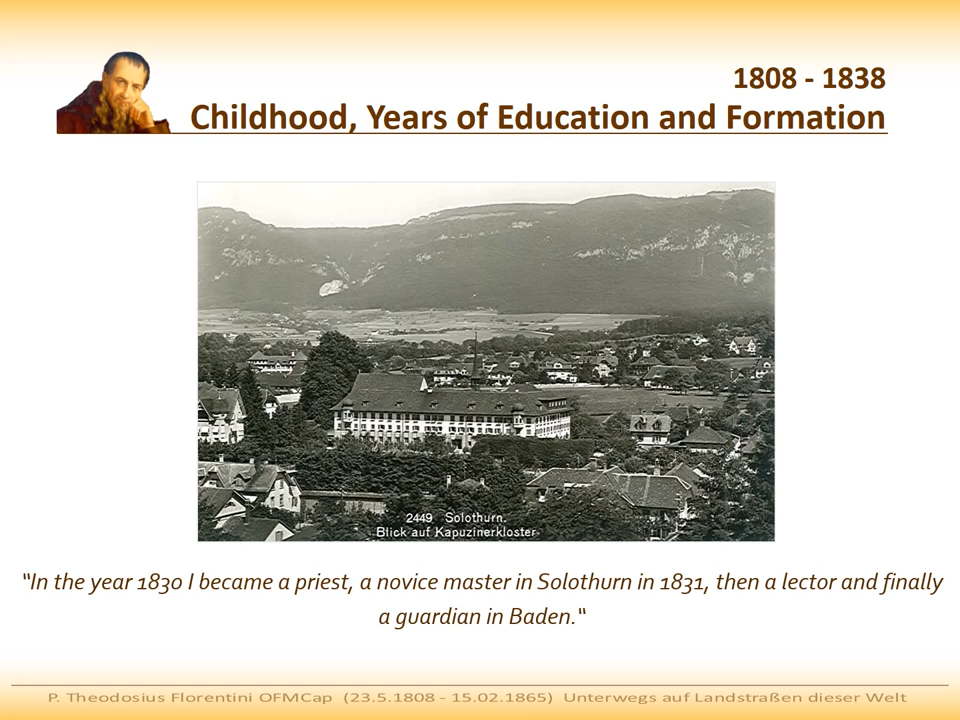 1808 - 1838
Childhood, Years of Education and Formation
2449 Solothurn.
Blick auf Kapuzinerkloster
“In the year 1830 I became a priest, a novice master in Solothurn in 1831, then a lector and finally
a guardian in Baden.“
P. Theodosius Florentini OFMCap (23.5.1808 - 15.02.1865) Unterwegs auf Landstraßen dieser Welt